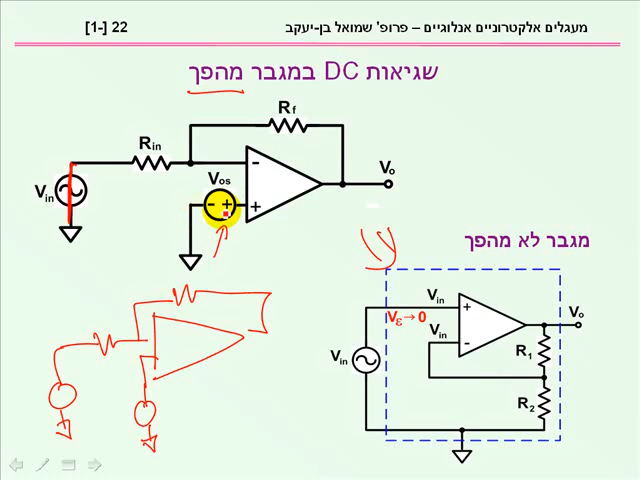 מעגלים אלקטרוניים אנלוגיים – פרופ' שמואל בן-יעקב
22 [-1]
שגיאות DC במגבר מהפך
Rf
Rin
Vos
Vin
Vo
- +
-
+
מגבר לא מהפך
Vin
Vε→0
Vin
Vin
+
-
Vo
R1
R2